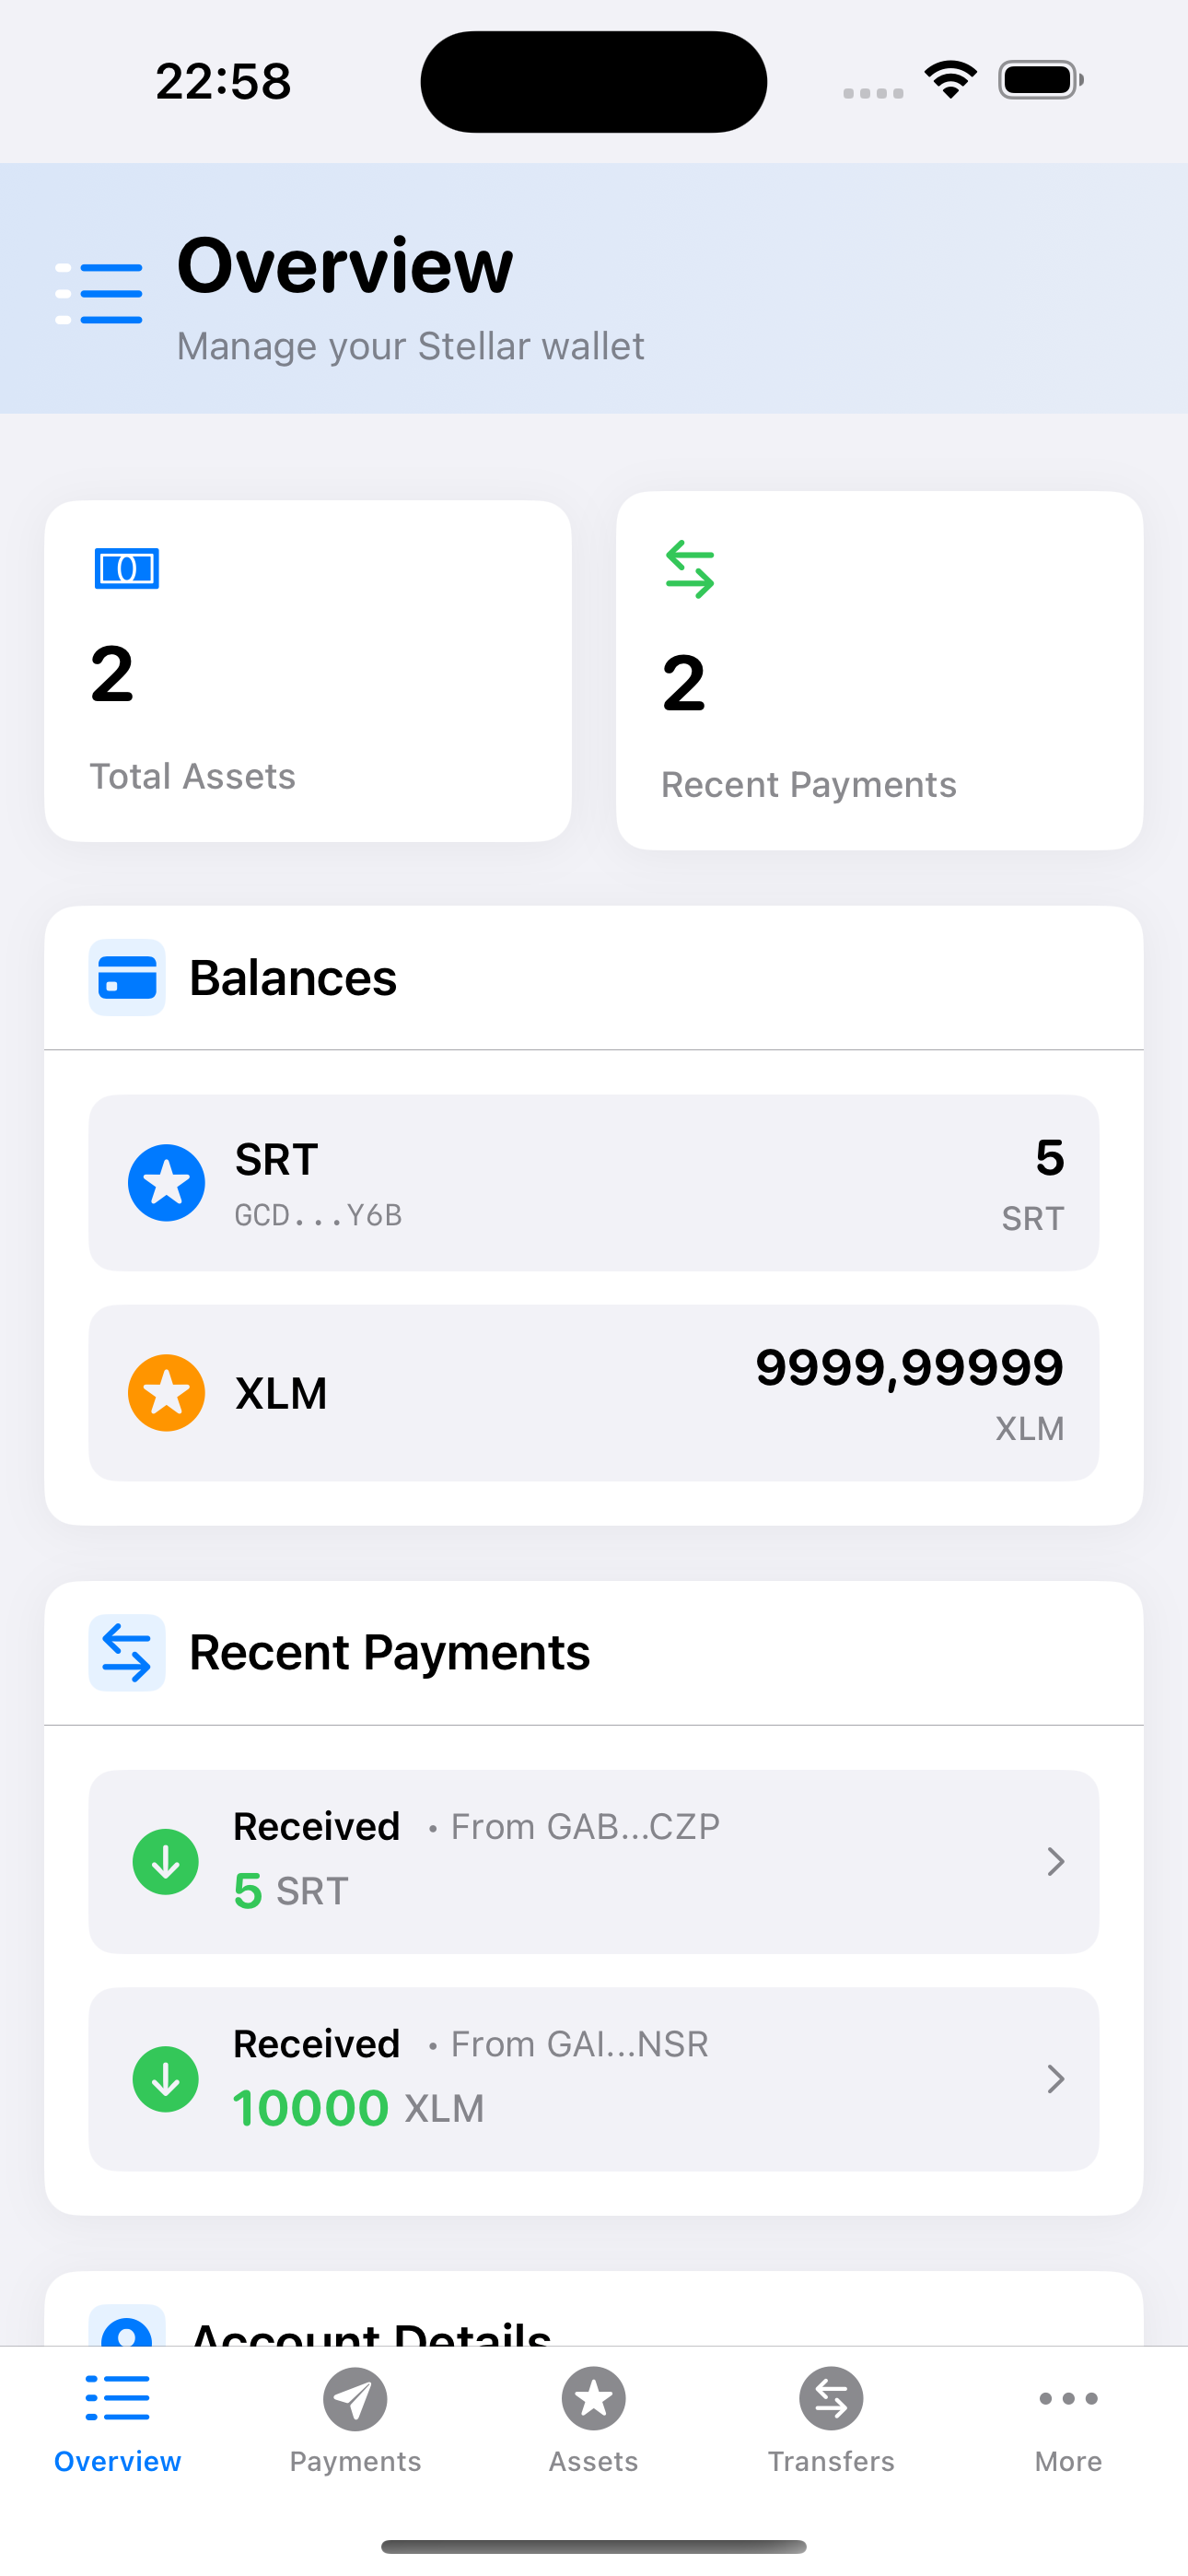 22:58
Overview
Manage your Stellar wallet
2
Total Assets
2
Recent Payments
Balances
SRT
GCD...Y6B
5
SRT
XLM
9999,99999
XLM
Recent Payments
Received • From GAB...CZP
5 SRT
Received • From GAI...NSR
10000 XLM
Account Details
Overview
Payments
Assets
Transfers
More